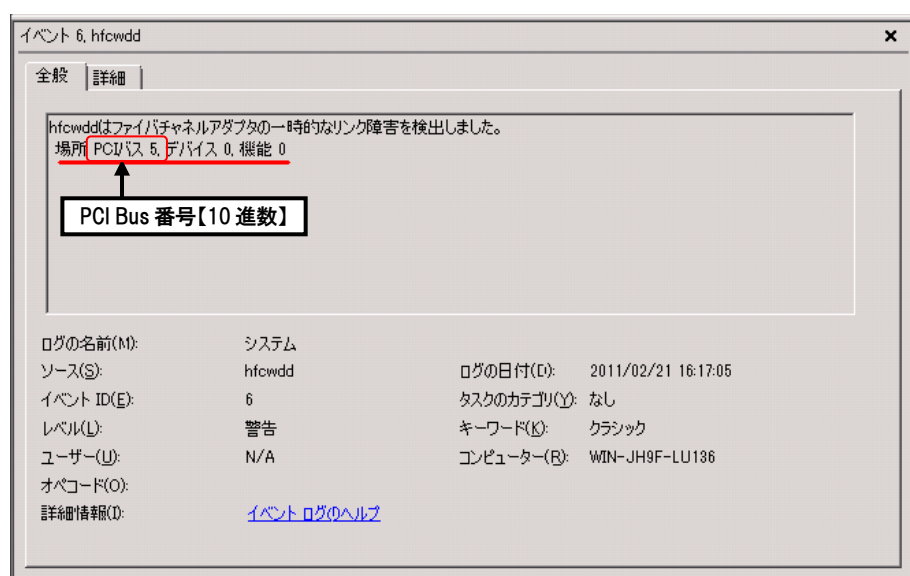 イベント 6, hfcwdd
全般 詳細
hfcwddはファイバチャネルアダプタの一時的なリンク障害を検出しました。
場所 PCIバス 5, デバイス 0, 機能 0
PCI Bus 番号【10 進数】
ログの名前(M): システム
ソース(S): hfcwdd ログの日付(D): 2011/02/21 16:17:05
イベント ID(E): 6 タスクのカテゴリ(Y): なし
レベル(L): 警告 キーワード(K): クラシック
ユーザー(U): N/A コンピューター(R): WIN-JH9F-LU136
オペコード(O):
詳細情報(I): イベント ログのヘルプ